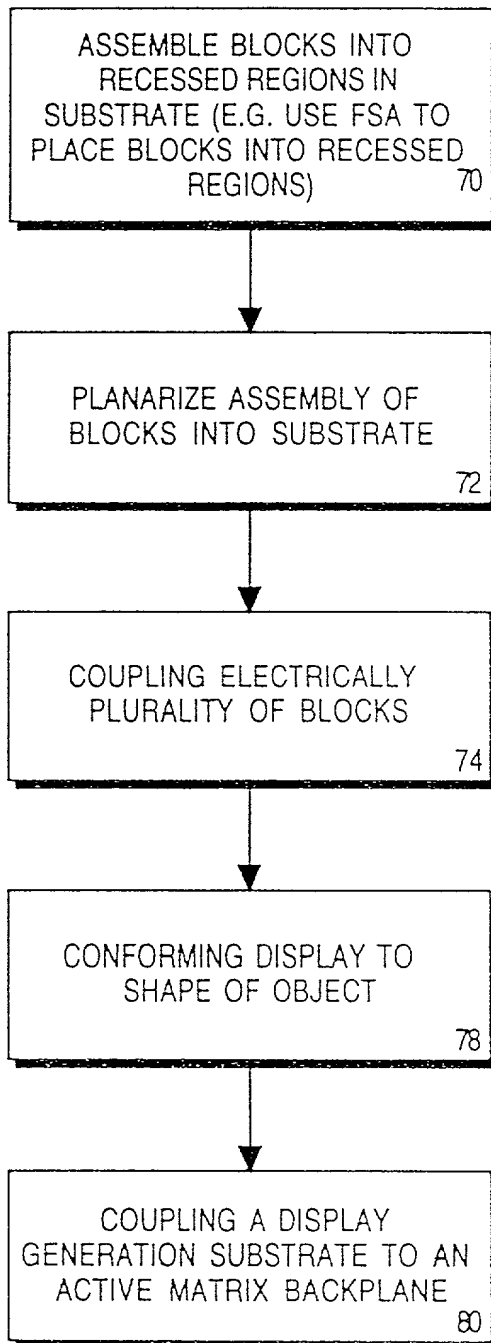 ASSEMBLE BLOCKS INTO
RECESSED REGIONS IN
SUBSTRATE (E.G. USE FSA TO
PLACE BLOCKS INTO RECESSED
REGIONS)
70
PLANARIZE ASSEMBLY OF
BLOCKS INTO SUBSTRATE
72
COUPLING ELECTRICALLY
PLURALITY OF BLOCKS
74
CONFORMING DISPLAY TO
SHAPE OF OBJECT
78
COUPLING A DISPLAY
GENERATION SUBSTRATE TO AN
ACTIVE MATRIX BACKPLANE
80